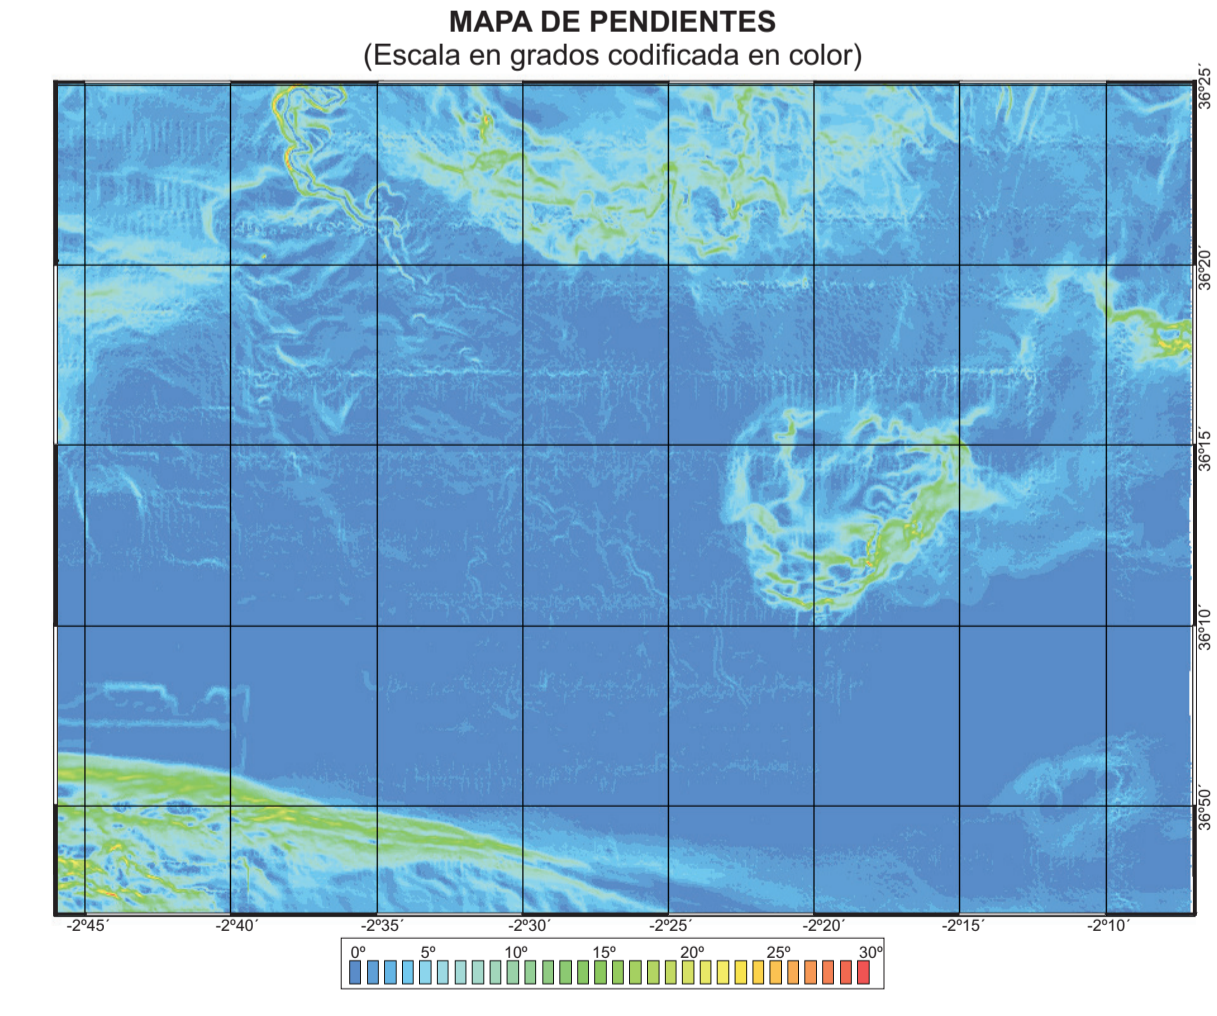 MAPA DE PENDIENTES
(Escala en grados codificada en color)
36º25´
36º20´
36º15´
36º10´
36º50´
-2º45´ -2º40´ -2º35´ -2º30´ -2º25´ -2º20´ -2º15´ -2º10´
0º 5º 10º 15º 20º 25º 30º